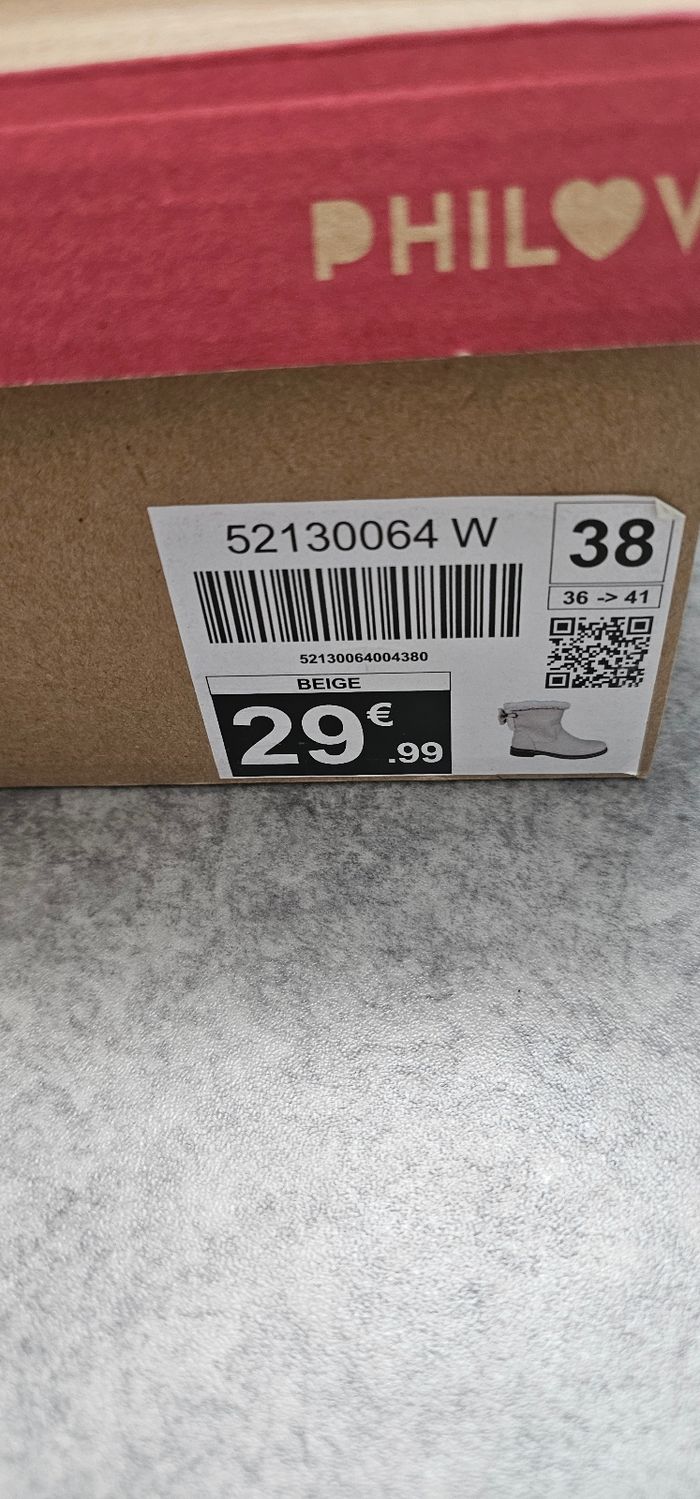 PHIL♥V
52130064 W
38
36 -> 41
52130064004380
BEIGE
29€.99